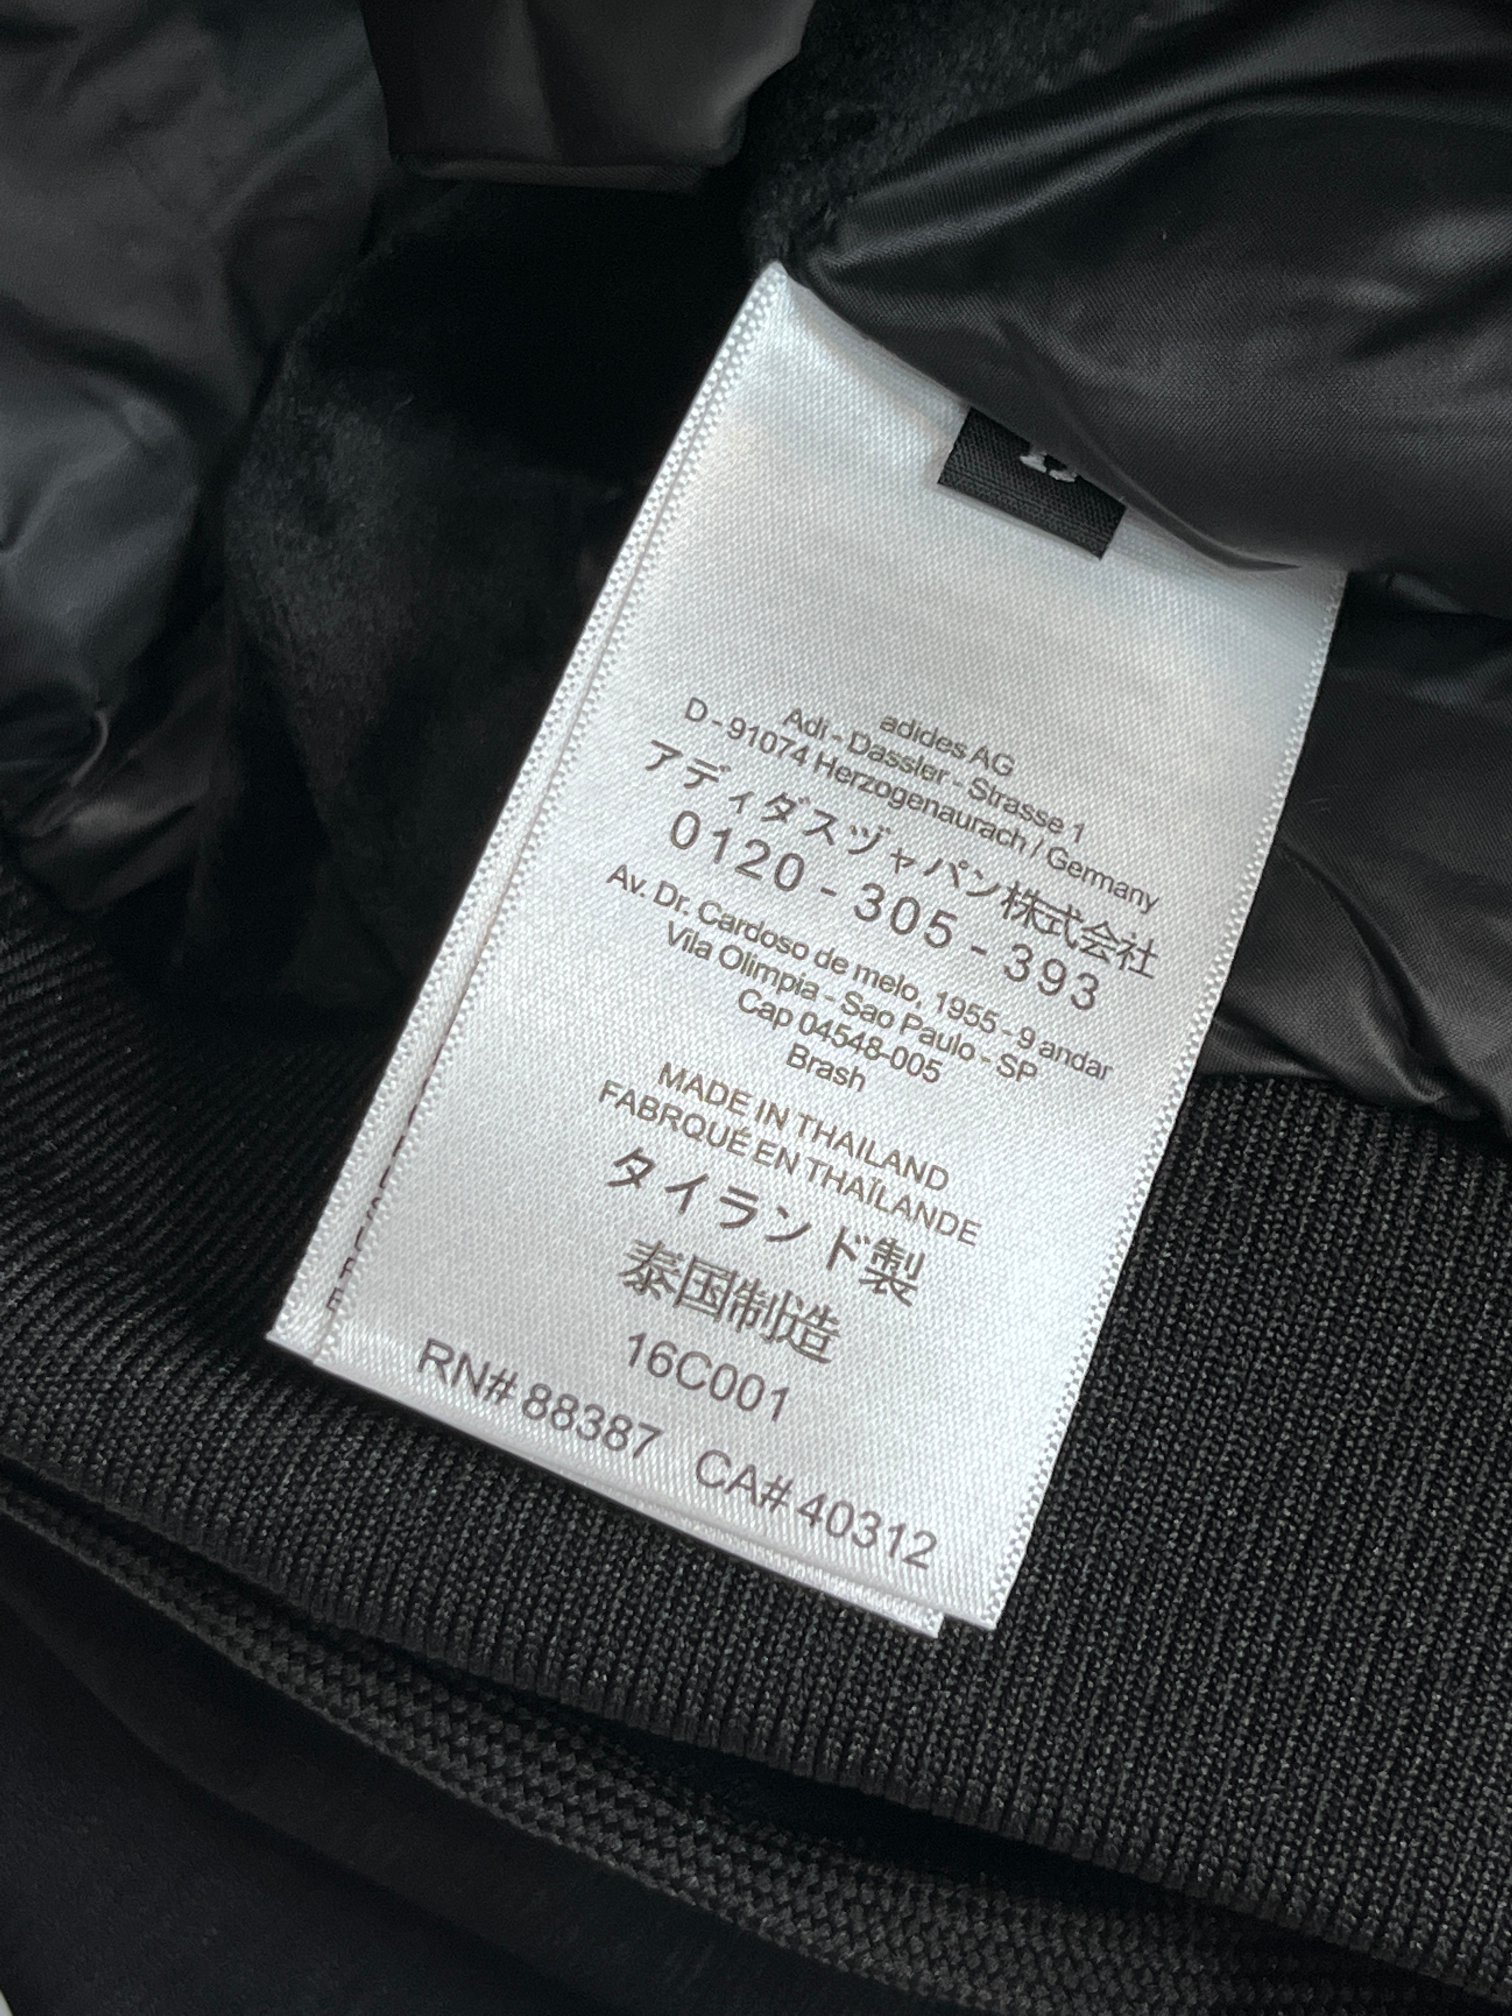 adides AG
Adi - Dassler - Strasse 1
D - 91074 Herzogenaurach / Germany
アディダスヅャパン株式会社
0120 - 305 - 393
Av. Dr. Cardoso de melo, 1955 - 9 andar
Vila Olimpia - Sao Paulo - SP
Cap 04548-005
Brash
MADE IN THAILAND
FABRQUÉ EN THAÏLANDE
タイランド製
泰国制造
16C001
RN# 88387 CA# 40312